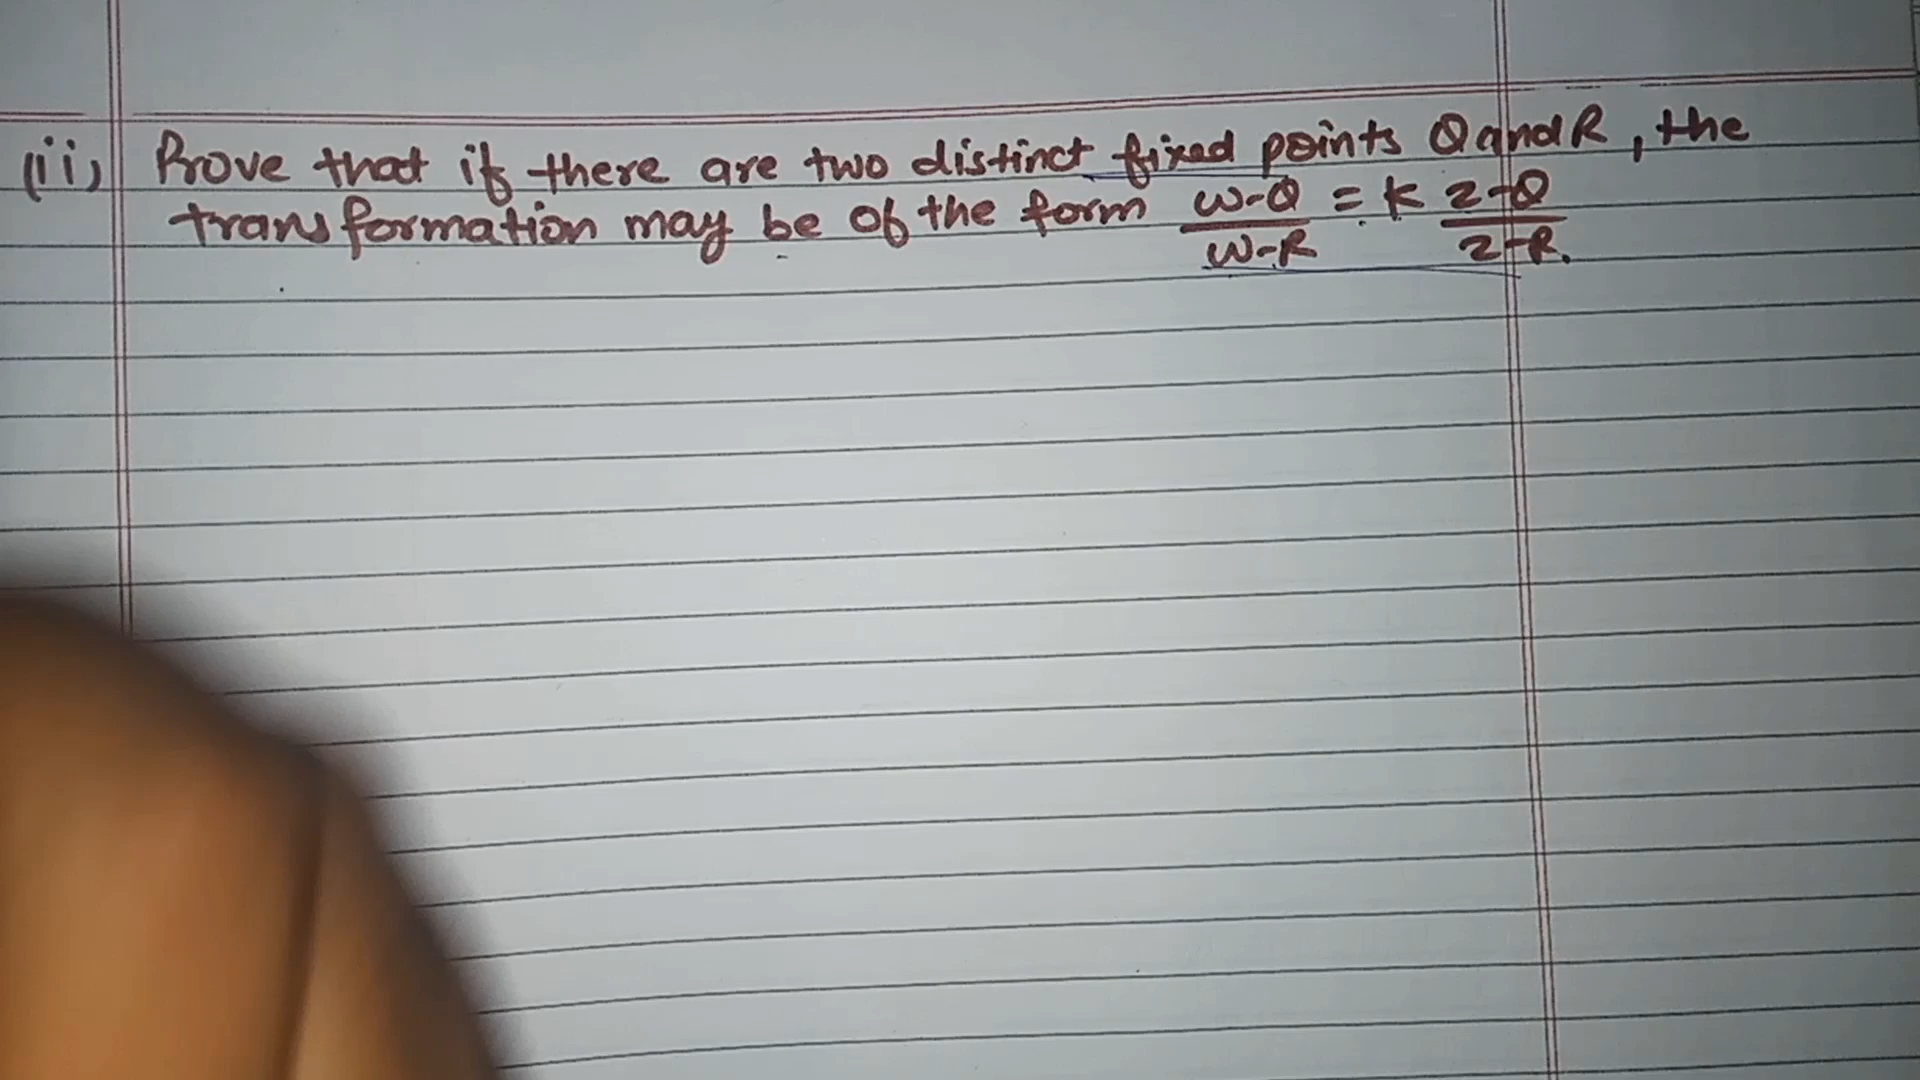 (ii) Prove that if there are two distinct fixed points Q and R, the
transformation may be of the form w-Q/w-R = k z-Q/z-R.